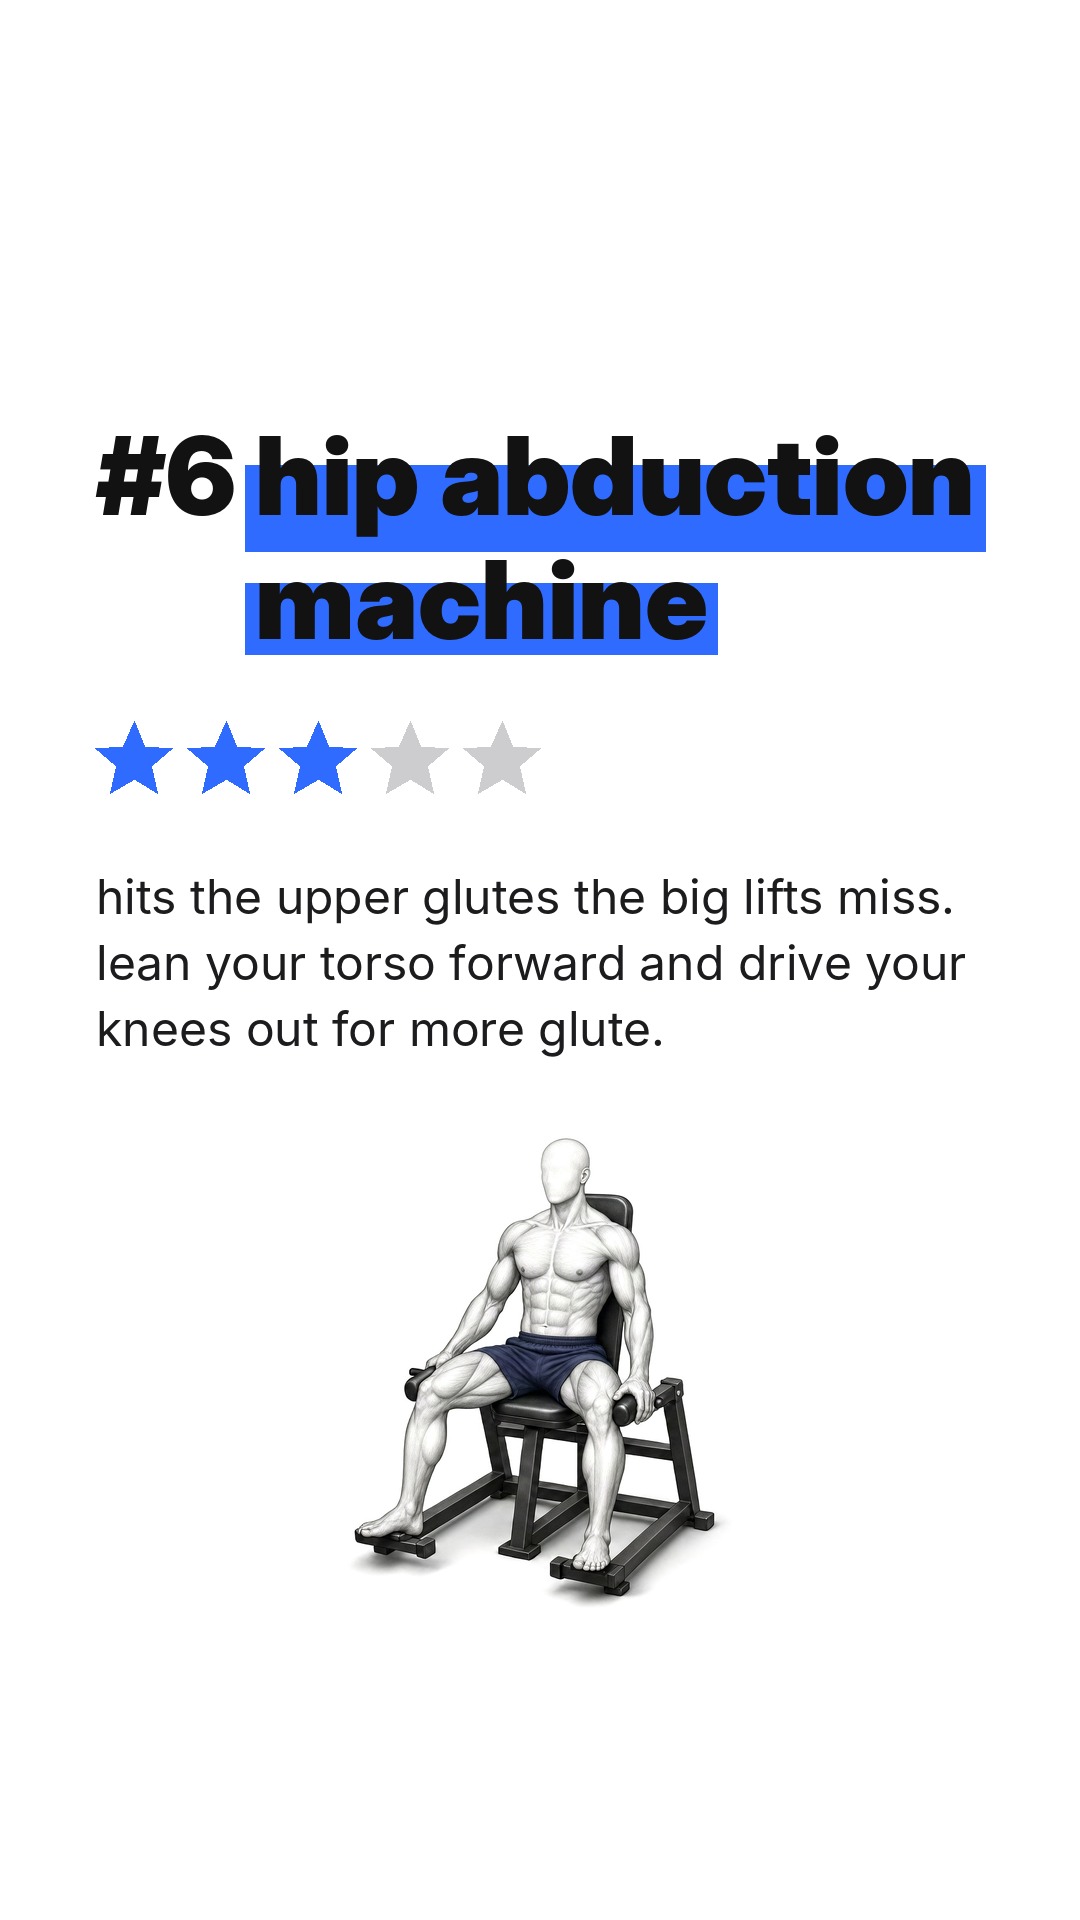 #6 hip abduction
machine
hits the upper glutes the big lifts miss.
lean your torso forward and drive your
knees out for more glute.